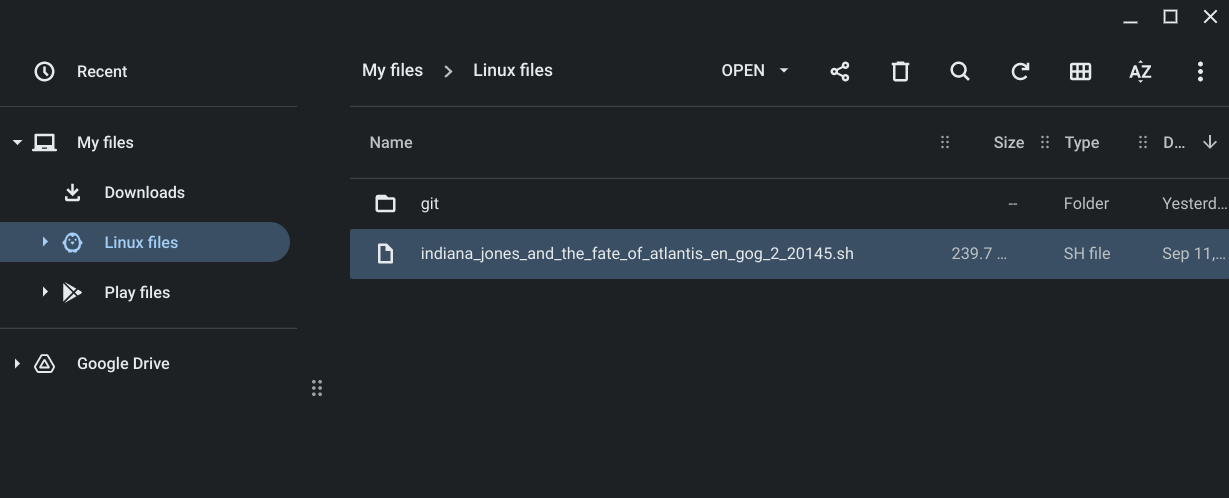 Recent
My files
Downloads
Linux files
Play files
Google Drive
My files > Linux files OPEN AZ
Name Size Type D...
git -- Folder Yesterd...
indiana_jones_and_the_fate_of_atlantis_en_gog_2_20145.sh 239.7 ... SH file Sep 11,...